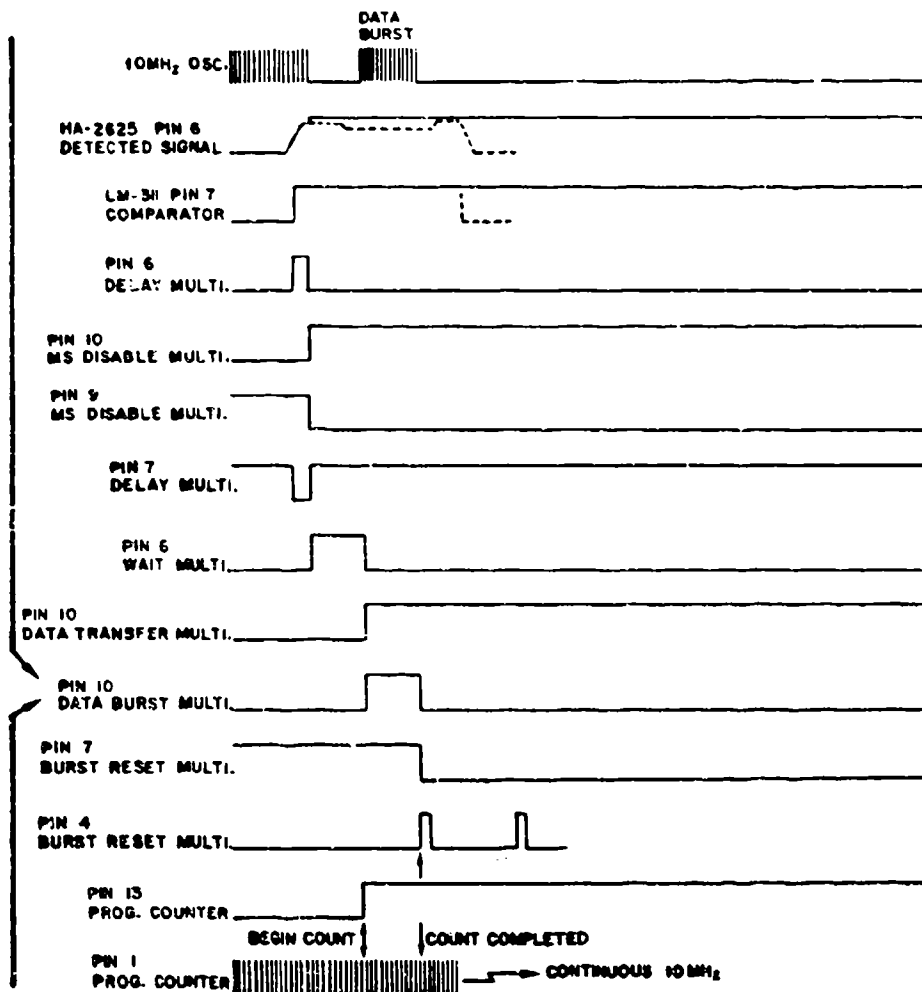 DATA
BURST
10MHz OSC.
HA-2625 PIN 6
DETECTED SIGNAL
LM-311 PIN 7
COMPARATOR
PIN 6
DELAY MULTI.
PIN 10
MS DISABLE MULTI.
PIN 9
MS DISABLE MULTI.
PIN 7
DELAY MULTI.
PIN 6
WAIT MULTI.
PIN 10
DATA TRANSFER MULTI.
PIN 10
DATA BURST MULTI.
PIN 7
BURST RESET MULTI.
PIN 4
BURST RESET MULTI.
PIN 13
PROG. COUNTER
BEGIN COUNT
COUNT COMPLETED
PIN 1
PROG. COUNTER
CONTINUOUS 10MHz